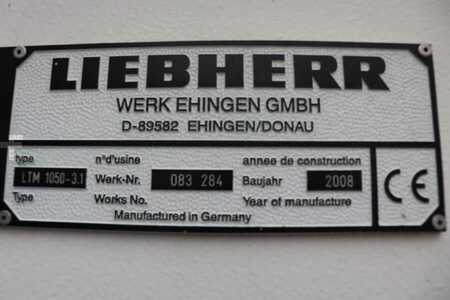 LIEBHERR
WERK EHINGEN GMBH
D-89582 EHINGEN/DONAU
type n°d'usine annee de construction
LTM 1050-3.1 Werk-Nr. 083 284 Baujahr 2008
Type Works No. Year of manufacture
Manufactured in Germany
CE